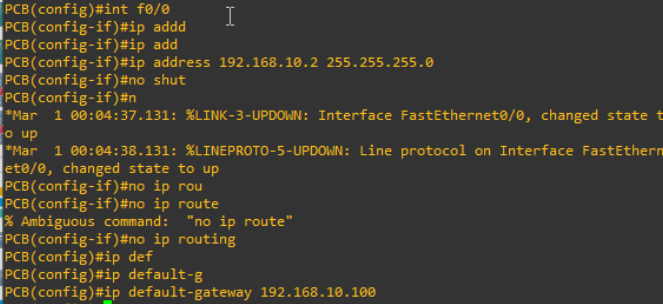 PCB(config)#int f0/0
PCB(config-if)#ip addd
PCB(config-if)#ip add
PCB(config-if)#ip address 192.168.10.2 255.255.255.0
PCB(config-if)#no shut
PCB(config-if)#n
*Mar  1 00:04:37.131: %LINK-3-UPDOWN: Interface FastEthernet0/0, changed state t
o up
*Mar  1 00:04:38.131: %LINEPROTO-5-UPDOWN: Line protocol on Interface FastEthern
et0/0, changed state to up
PCB(config-if)#no ip rou
PCB(config-if)#no ip route
% Ambiguous command:  "no ip route"
PCB(config-if)#no ip routing
PCB(config)#ip def
PCB(config)#ip default-g
PCB(config)#ip default-gateway 192.168.10.100